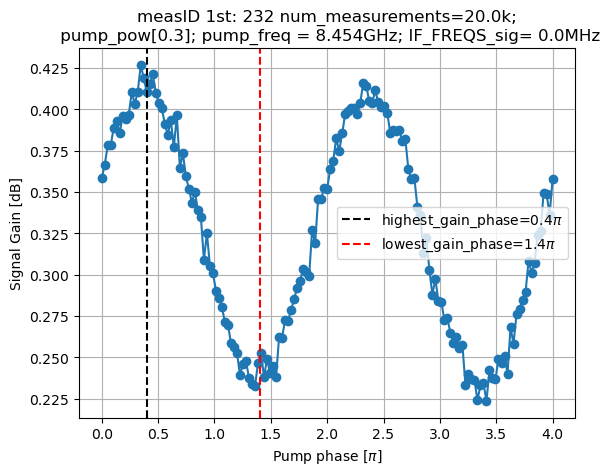 measID 1st: 232 num_measurements=20.0k;
pump_pow[0.3]; pump_freq = 8.454GHz; IF_FREQS_sig= 0.0MHz
Signal Gain [dB]
0.425
0.400
0.375
0.350
0.325
0.300
0.275
0.250
0.225
highest_gain_phase=0.4π
lowest_gain_phase=1.4π
0.0 0.5 1.0 1.5 2.0 2.5 3.0 3.5 4.0
Pump phase [π]